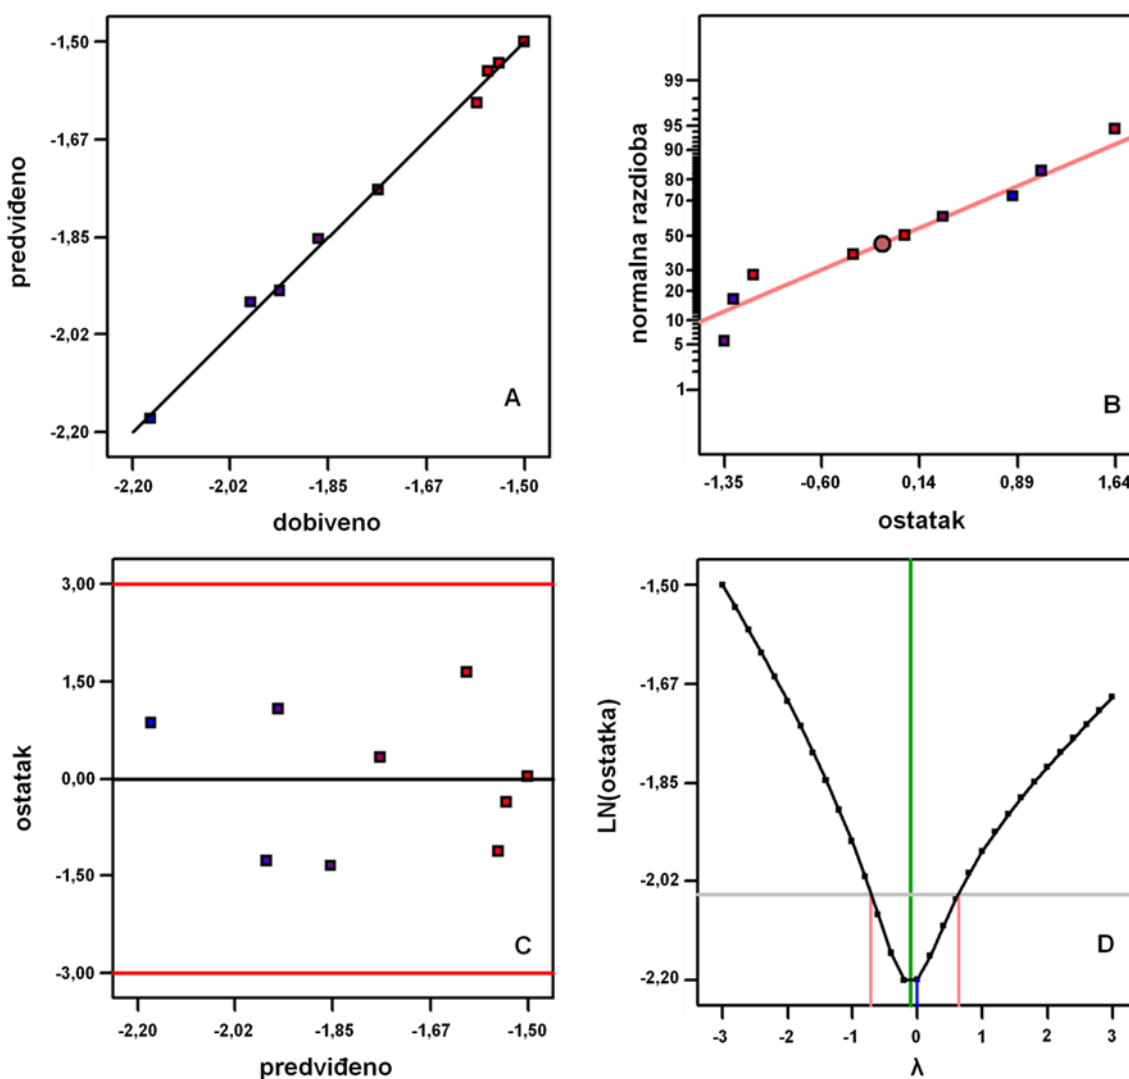 predviđeno
-1,50
-1,67
-1,85
-2,02
-2,20
A
-2,20 -2,02 -1,85 -1,67 -1,50
dobiveno
normalna razdioba
99
95
90
80
70
50
30
20
10
5
1
B
-1,35 -0,60 0,14 0,89 1,64
ostatak
ostatak
3,00
1,50
0,00
-1,50
-3,00
C
-2,20 -2,02 -1,85 -1,67 -1,50
predviđeno
LN(ostatka)
-1,50
-1,67
-1,85
-2,02
-2,20
D
-3 -2 -1 0 1 2 3
λ